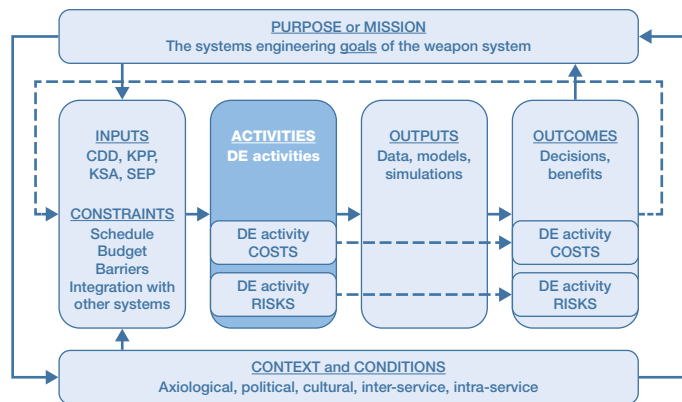 PURPOSE or MISSION
The systems engineering goals of the weapon system
INPUTS
CDD, KPP,
KSA, SEP
CONSTRAINTS
Schedule
Budget
Barriers
Integration with
other systems
ACTIVITIES
DE activities
DE activity
COSTS
DE activity
RISKS
OUTPUTS
Data, models,
simulations
OUTCOMES
Decisions,
benefits
DE activity
COSTS
DE activity
RISKS
CONTEXT and CONDITIONS
Axiological, political, cultural, inter-service, intra-service